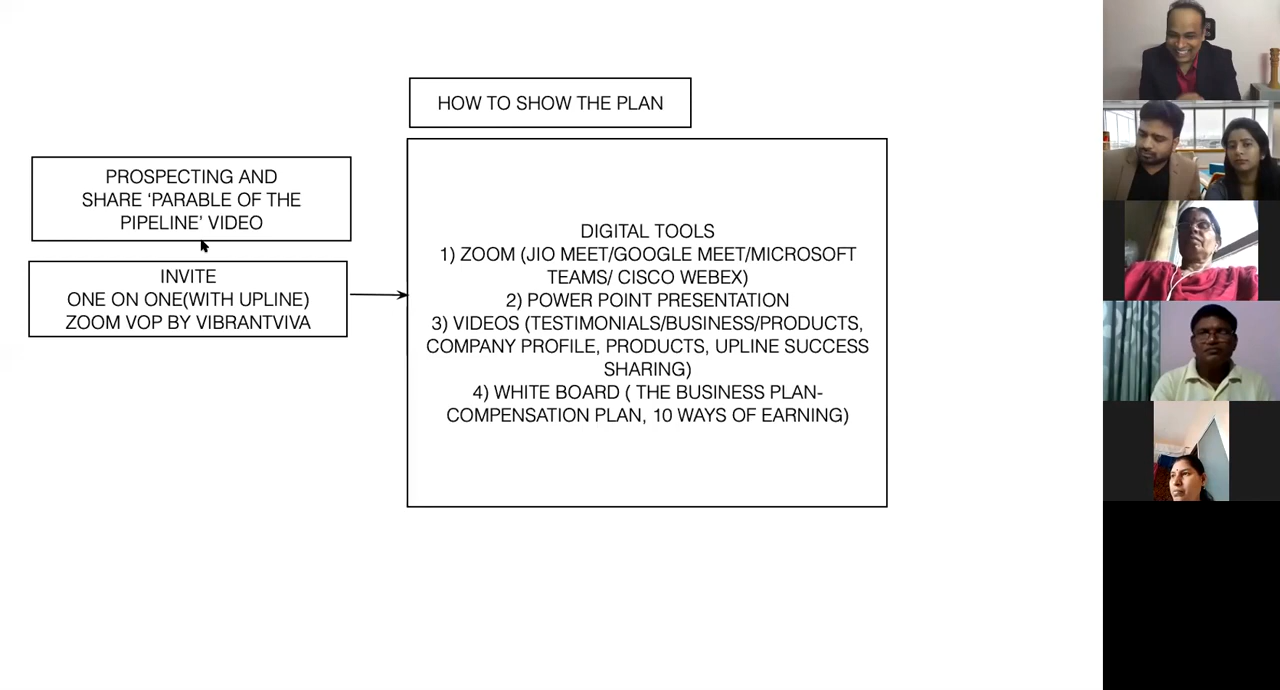 HOW TO SHOW THE PLAN
PROSPECTING AND
SHARE ‘PARABLE OF THE
PIPELINE’ VIDEO
INVITE
ONE ON ONE(WITH UPLINE)
ZOOM VOP BY VIBRANTVIVA
DIGITAL TOOLS
1) ZOOM (JIO MEET/GOOGLE MEET/MICROSOFT
TEAMS/ CISCO WEBEX)
2) POWER POINT PRESENTATION
3) VIDEOS (TESTIMONIALS/BUSINESS/PRODUCTS,
COMPANY PROFILE, PRODUCTS, UPLINE SUCCESS
SHARING)
4) WHITE BOARD ( THE BUSINESS PLAN-
COMPENSATION PLAN, 10 WAYS OF EARNING)